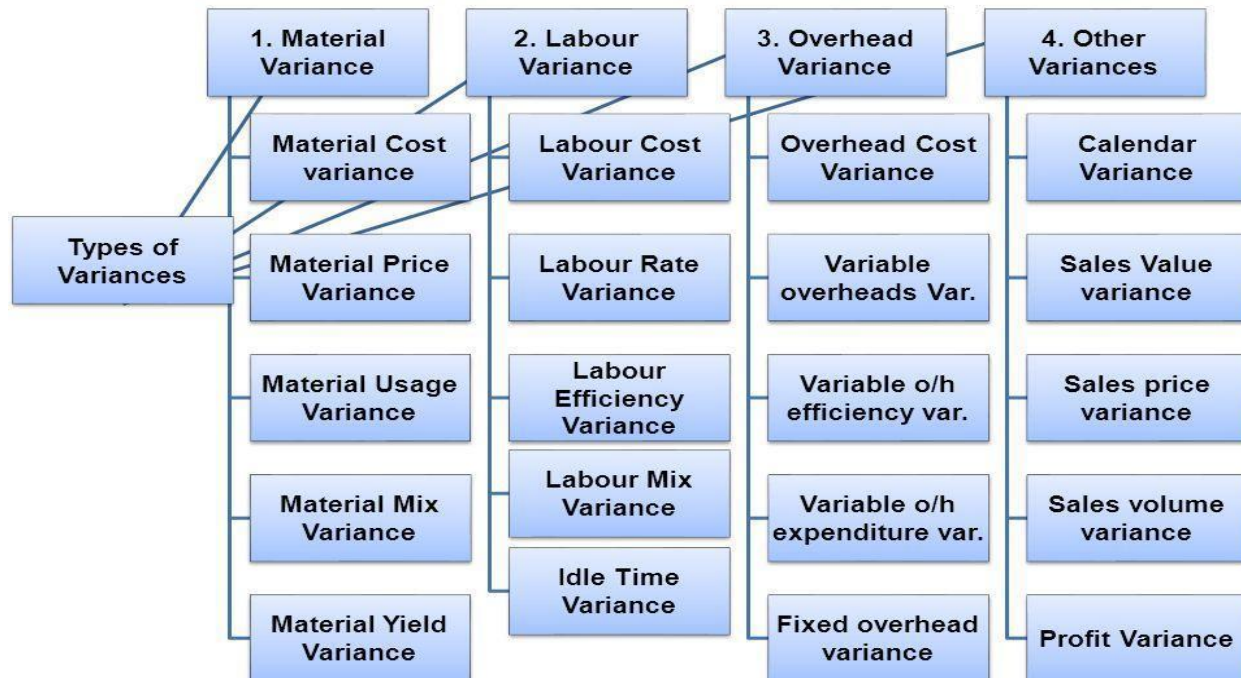 1. Material
Variance
2. Labour
Variance
3. Overhead
Variance
4. Other
Variances
Types of
Variances
Material Cost
variance
Material Price
Variance
Material Usage
Variance
Material Mix
Variance
Material Yield
Variance
Labour Cost
Variance
Labour Rate
Variance
Labour
Efficiency
Variance
Labour Mix
Variance
Idle Time
Variance
Overhead Cost
Variance
Variable
overheads Var.
Variable o/h
efficiency var.
Variable o/h
expenditure var.
Fixed overhead
variance
Calendar
Variance
Sales Value
variance
Sales price
variance
Sales volume
variance
Profit Variance